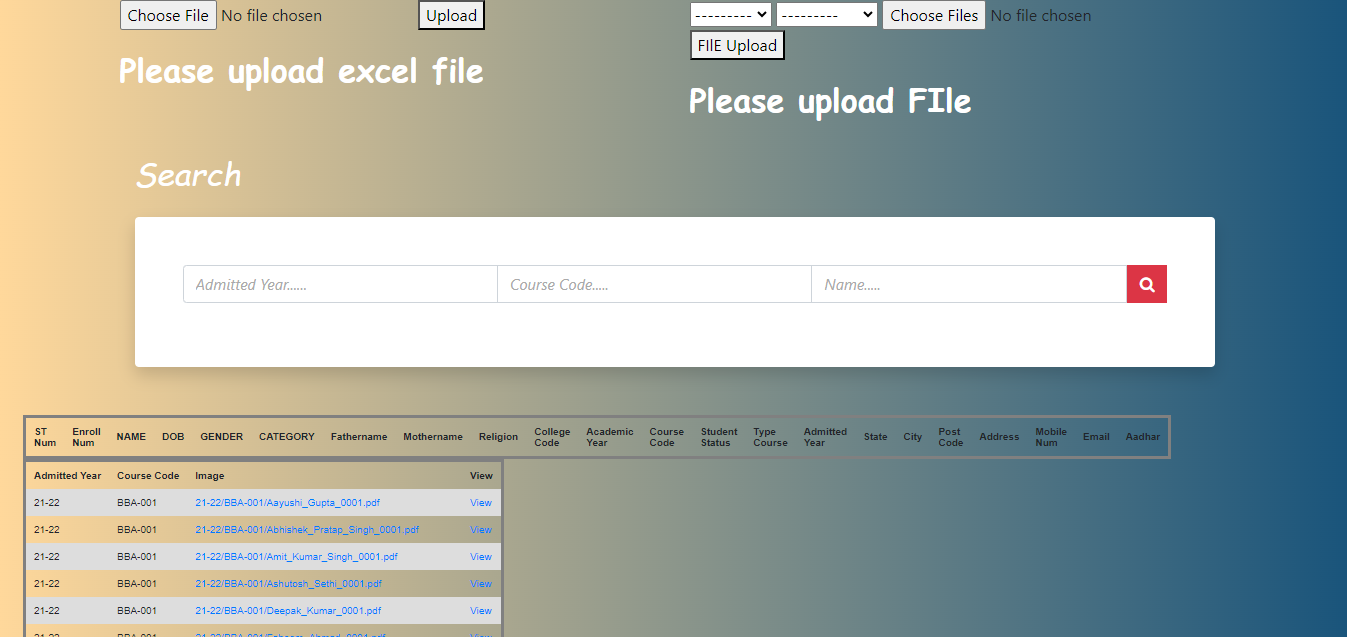 Choose File No file chosen Upload
Please upload excel file
--------- --------- Choose Files No file chosen
FIlE Upload
Please upload FIle
Search
Admitted Year...... Course Code..... Name.....
ST Num Enroll Num NAME DOB GENDER CATEGORY Fathername Mothername Religion College Code Academic Year Course Code Student Status Type Course Admitted Year State City Post Code Address Mobile Num Email Aadhar
Admitted Year Course Code Image View
21-22 BBA-001 21-22/BBA-001/Aayushi_Gupta_0001.pdf View
21-22 BBA-001 21-22/BBA-001/Abhishek_Pratap_Singh_0001.pdf View
21-22 BBA-001 21-22/BBA-001/Amit_Kumar_Singh_0001.pdf View
21-22 BBA-001 21-22/BBA-001/Ashutosh_Sethi_0001.pdf View
21-22 BBA-001 21-22/BBA-001/Deepak_Kumar_0001.pdf View
21-22 BBA-001 View